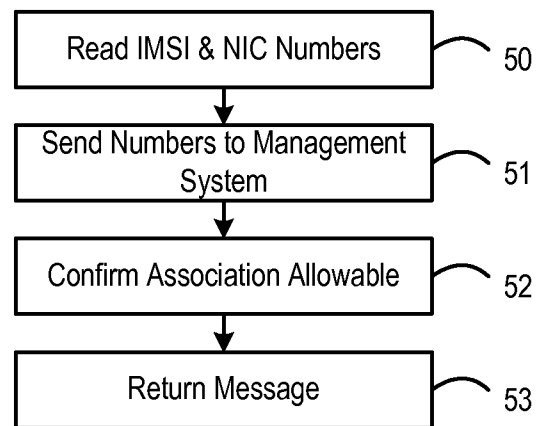 Read IMSI & NIC Numbers
50
Send Numbers to Management
System
51
Confirm Association Allowable
52
Return Message
53